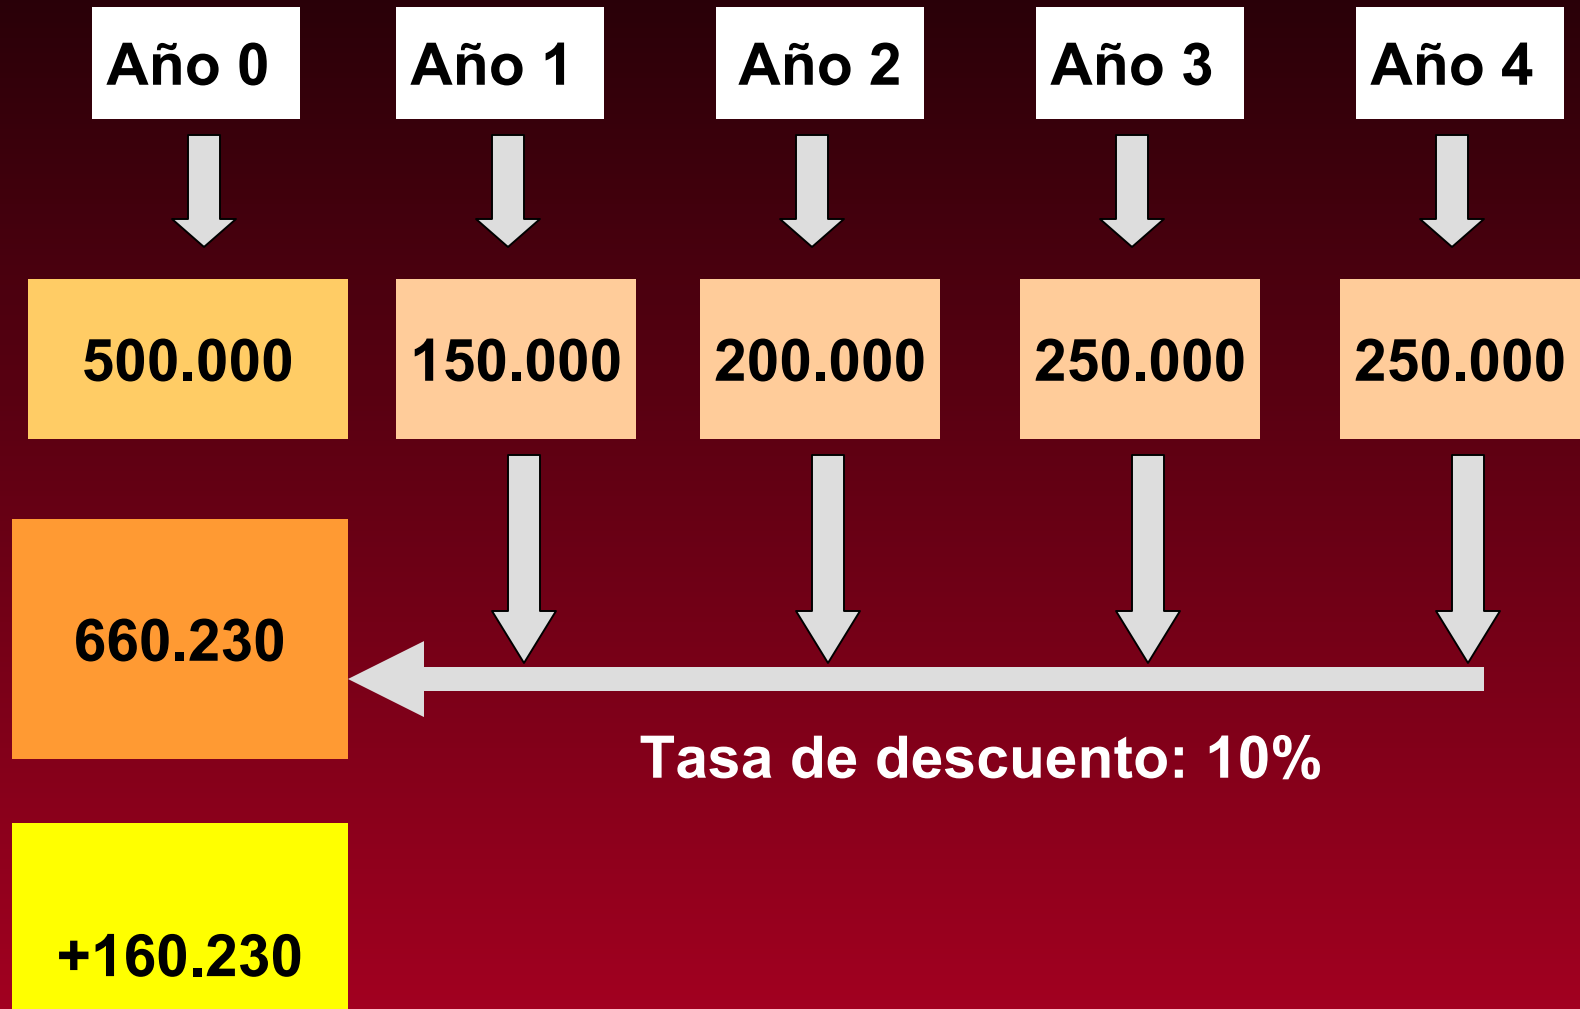 Año 0
Año 1
Año 2
Año 3
Año 4
500.000
150.000
200.000
250.000
250.000
660.230
Tasa de descuento: 10%
+160.230